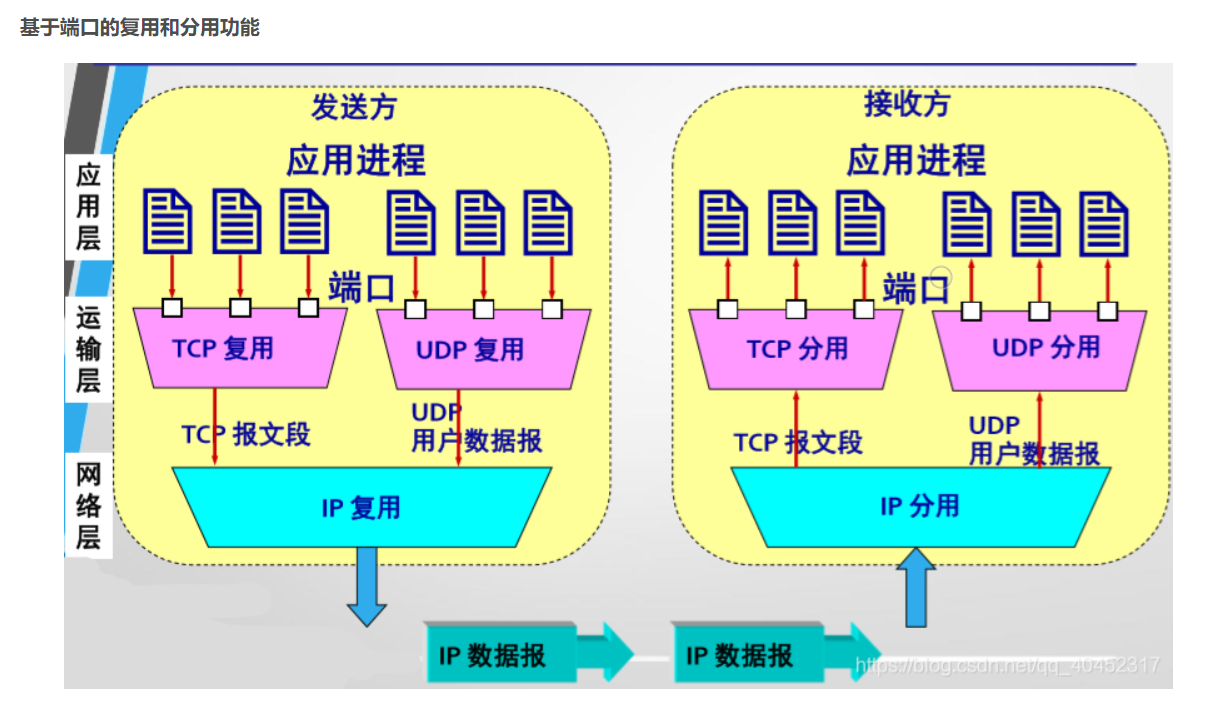 基于端口的复用和分用功能
发送方
接收方
应用进程
应用进程
应用层
端口
端口
运输层
TCP 复用
UDP 复用
TCP 分用
UDP 分用
TCP 报文段
UDP
用户数据报
TCP 报文段
UDP
用户数据报
网络层
IP 复用
IP 分用
IP 数据报
IP 数据报
https://blog.csdn.net/qq_40452317